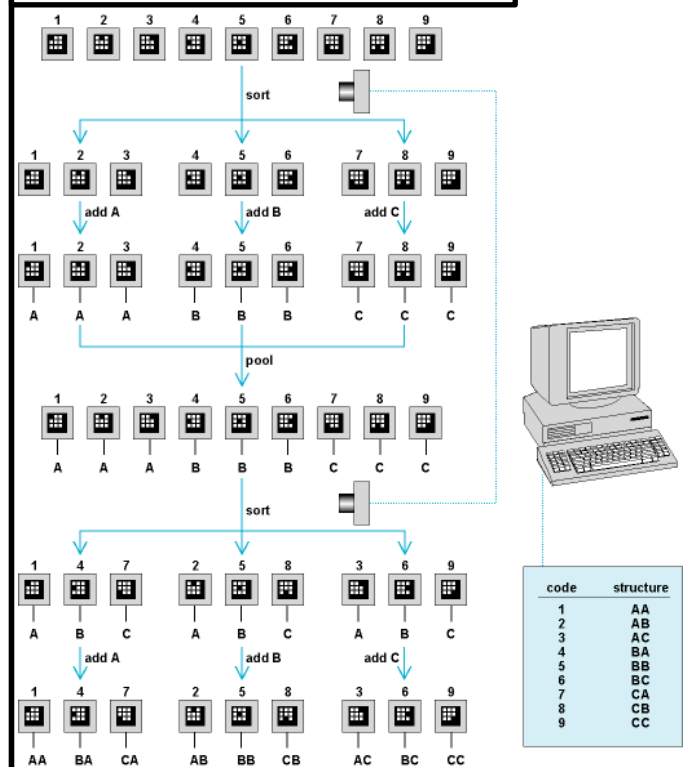 1 2 3 4 5 6 7 8 9
sort
1 2 3 4 5 6 7 8 9
add A add B add C
1 2 3 4 5 6 7 8 9
A A A B B B C C C
pool
1 2 3 4 5 6 7 8 9
A A A B B B C C C
sort
1 4 7 2 5 8 3 6 9
A B C A B C A B C
add A add B add C
1 4 7 2 5 8 3 6 9
AA BA CA AB BB CB AC BC CC
code structure
1 AA
2 AB
3 AC
4 BA
5 BB
6 BC
7 CA
8 CB
9 CC